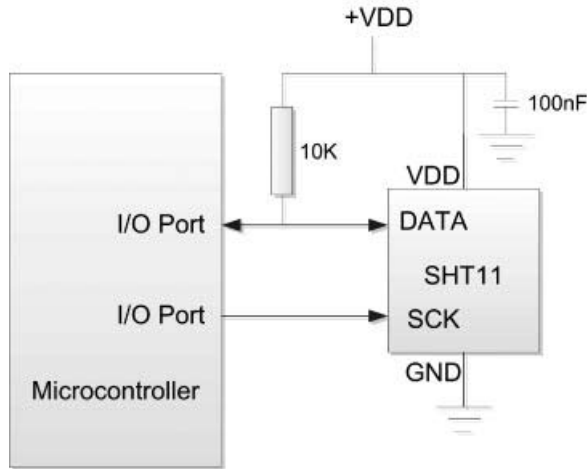 +VDD
100nF
10K
VDD
I/O Port
DATA
SHT11
I/O Port
SCK
GND
Microcontroller